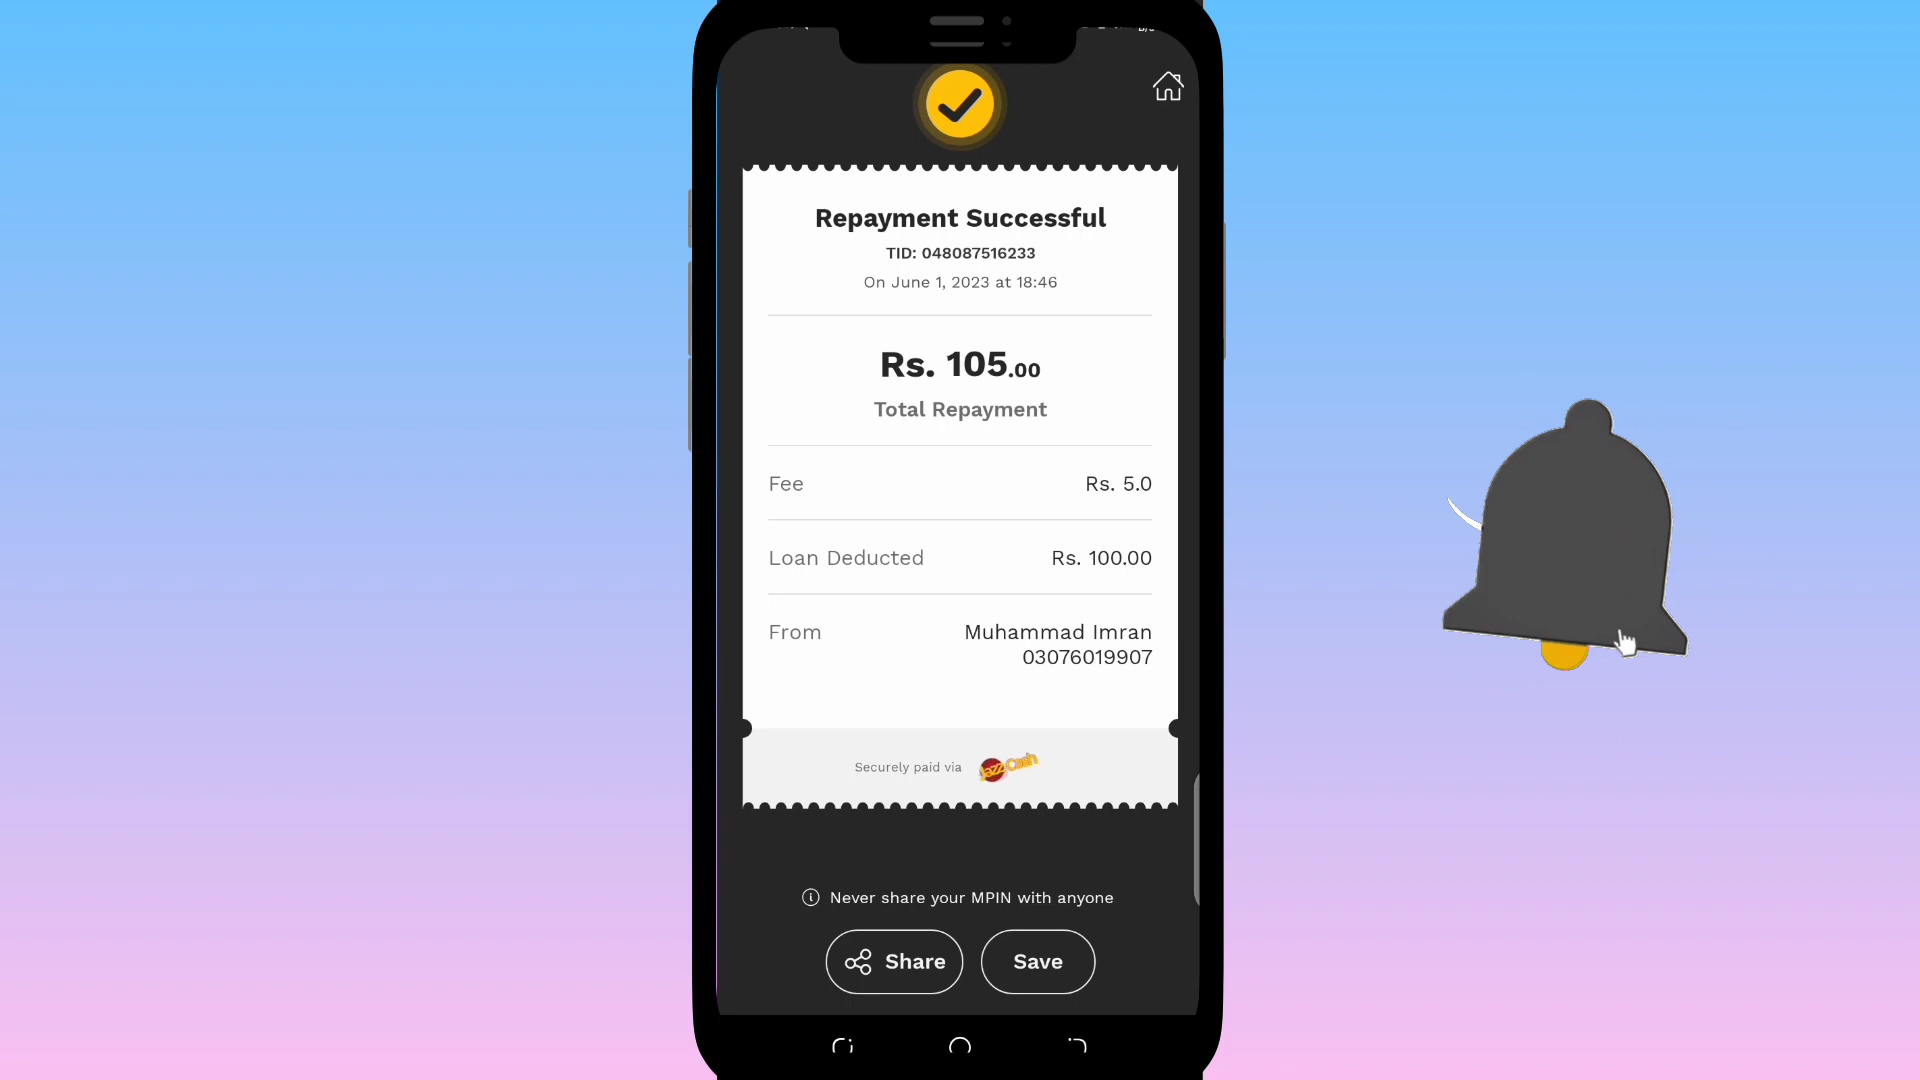 Repayment Successful
TID: 048087516233
On June 1, 2023 at 18:46
Rs. 105.00
Total Repayment
Fee Rs. 5.0
Loan Deducted Rs. 100.00
From Muhammad Imran
03076019907
Securely paid via JazzCash
Never share your MPIN with anyone
Share Save